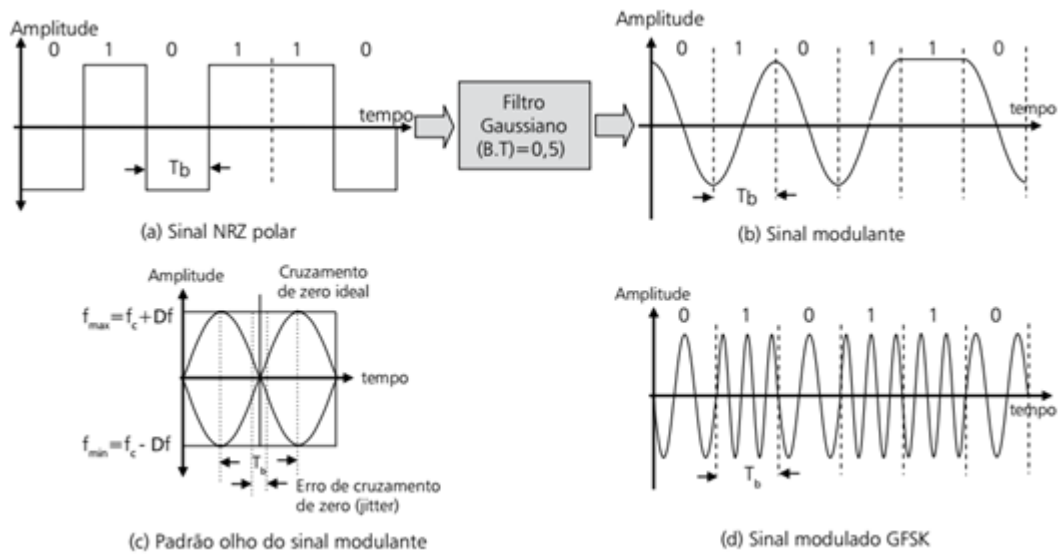 Amplitude
0 1 0 1 1 0
tempo
Tb
(a) Sinal NRZ polar
Filtro
Gaussiano
(B.T)=0,5)
Amplitude
0 1 0 1 1 0
tempo
Tb
(b) Sinal modulante
Amplitude
Cruzamento
de zero ideal
fmax=fc+Df
tempo
fmin=fc- Df
Tb
Erro de cruzamento
de zero (jitter)
(c) Padrão olho do sinal modulante
Amplitude
0 1 0 1 1 0
tempo
Tb
(d) Sinal modulado GFSK